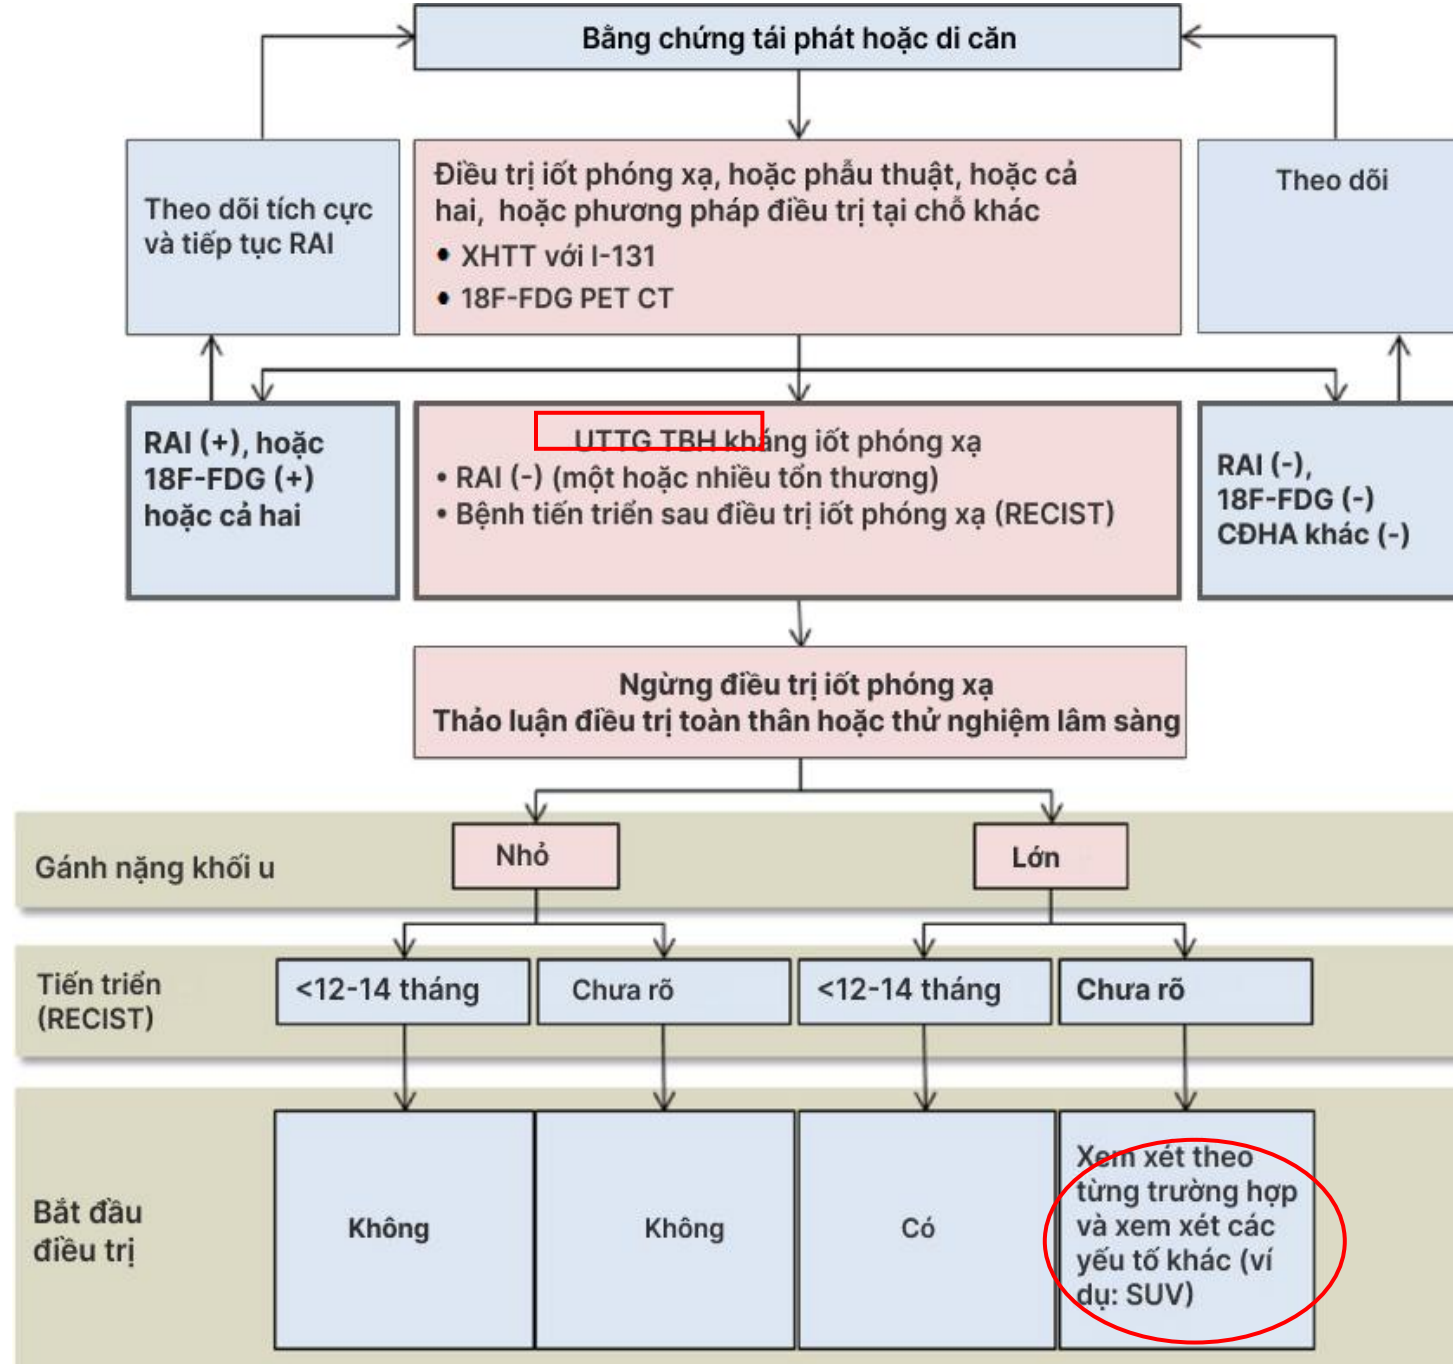 Bằng chứng tái phát hoặc di căn
Theo dõi tích cực
và tiếp tục RAI
Điều trị iốt phóng xạ, hoặc phẫu thuật, hoặc cả
hai, hoặc phương pháp điều trị tại chỗ khác
• XHTT với I-131
• 18F-FDG PET CT
Theo dõi
RAI (+), hoặc
18F-FDG (+)
hoặc cả hai
UTTG TBH kháng iốt phóng xạ
• RAI (-) (một hoặc nhiều tổn thương)
• Bệnh tiến triển sau điều trị iốt phóng xạ (RECIST)
RAI (-),
18F-FDG (-)
CĐHA khác (-)
Ngừng điều trị iốt phóng xạ
Thảo luận điều trị toàn thân hoặc thử nghiệm lâm sàng
Gánh nặng khối u
Nhỏ
Lớn
Tiến triển
(RECIST)
<12-14 tháng
Chưa rõ
<12-14 tháng
Chưa rõ
Bắt đầu
điều trị
Không
Không
Có
Xem xét theo
từng trường hợp
và xem xét các
yếu tố khác (ví
dụ: SUV)